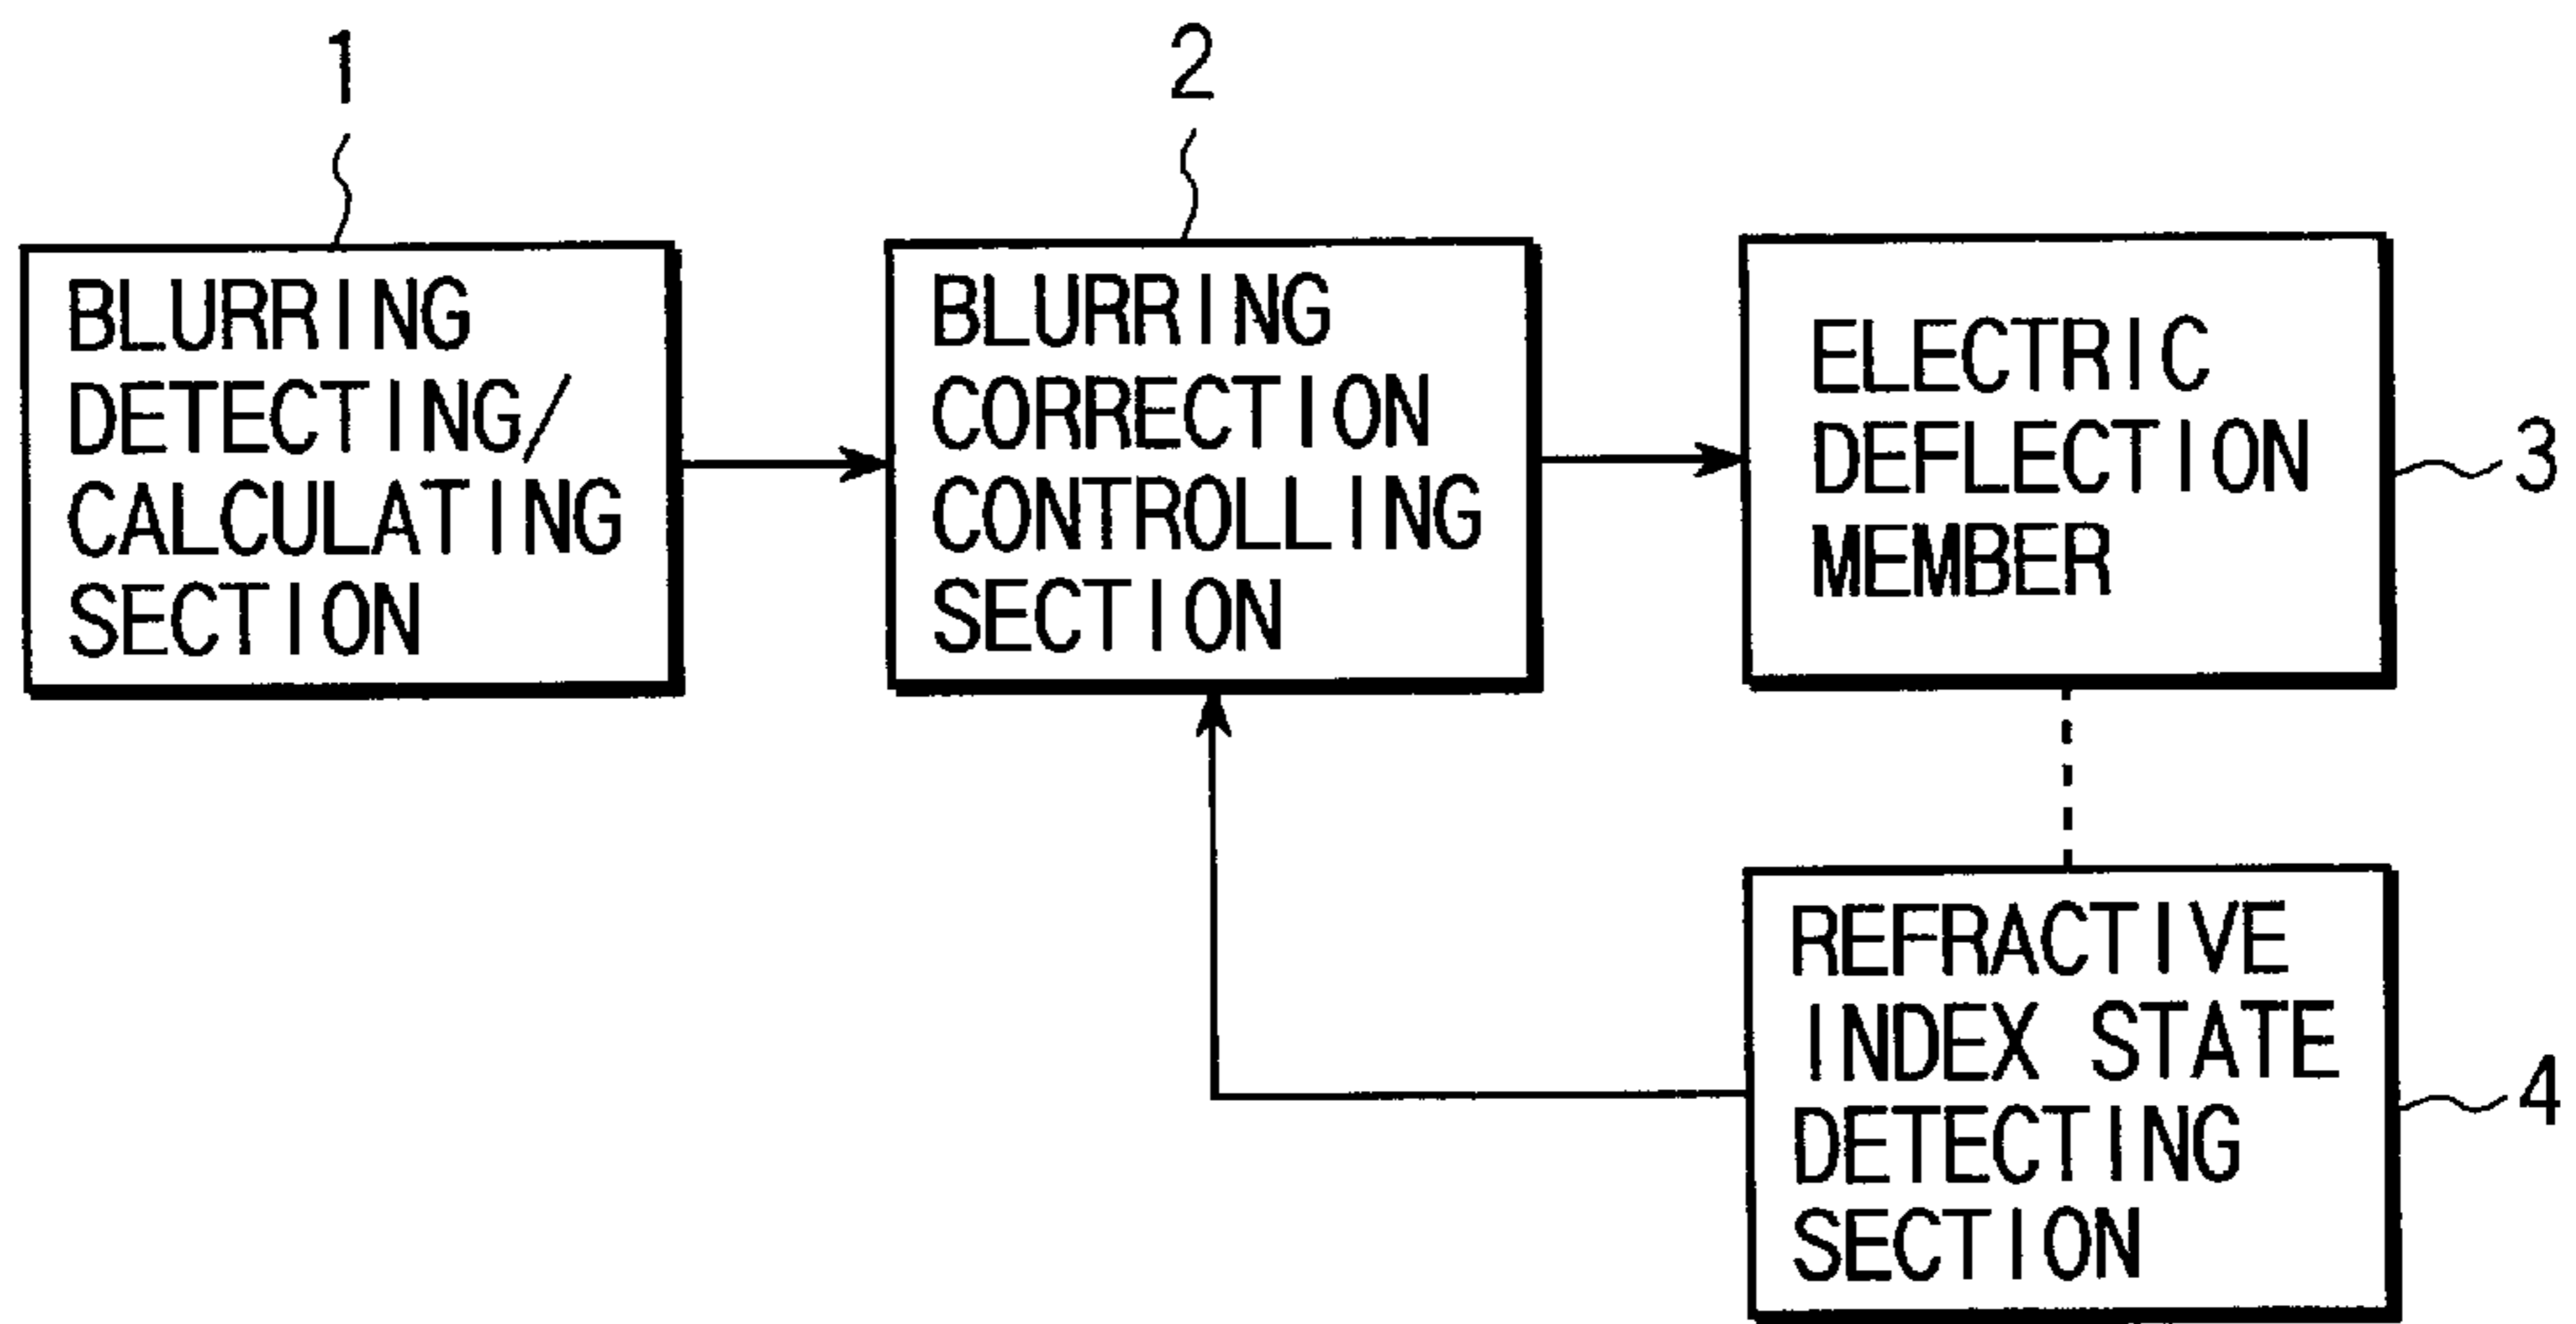 1
BLURRING
DETECTING/
CALCULATING
SECTION
2
BLURRING
CORRECTION
CONTROLLING
SECTION
ELECTRIC
DEFLECTION
MEMBER
3
REFRACTIVE
INDEX STATE
DETECTING
SECTION
4